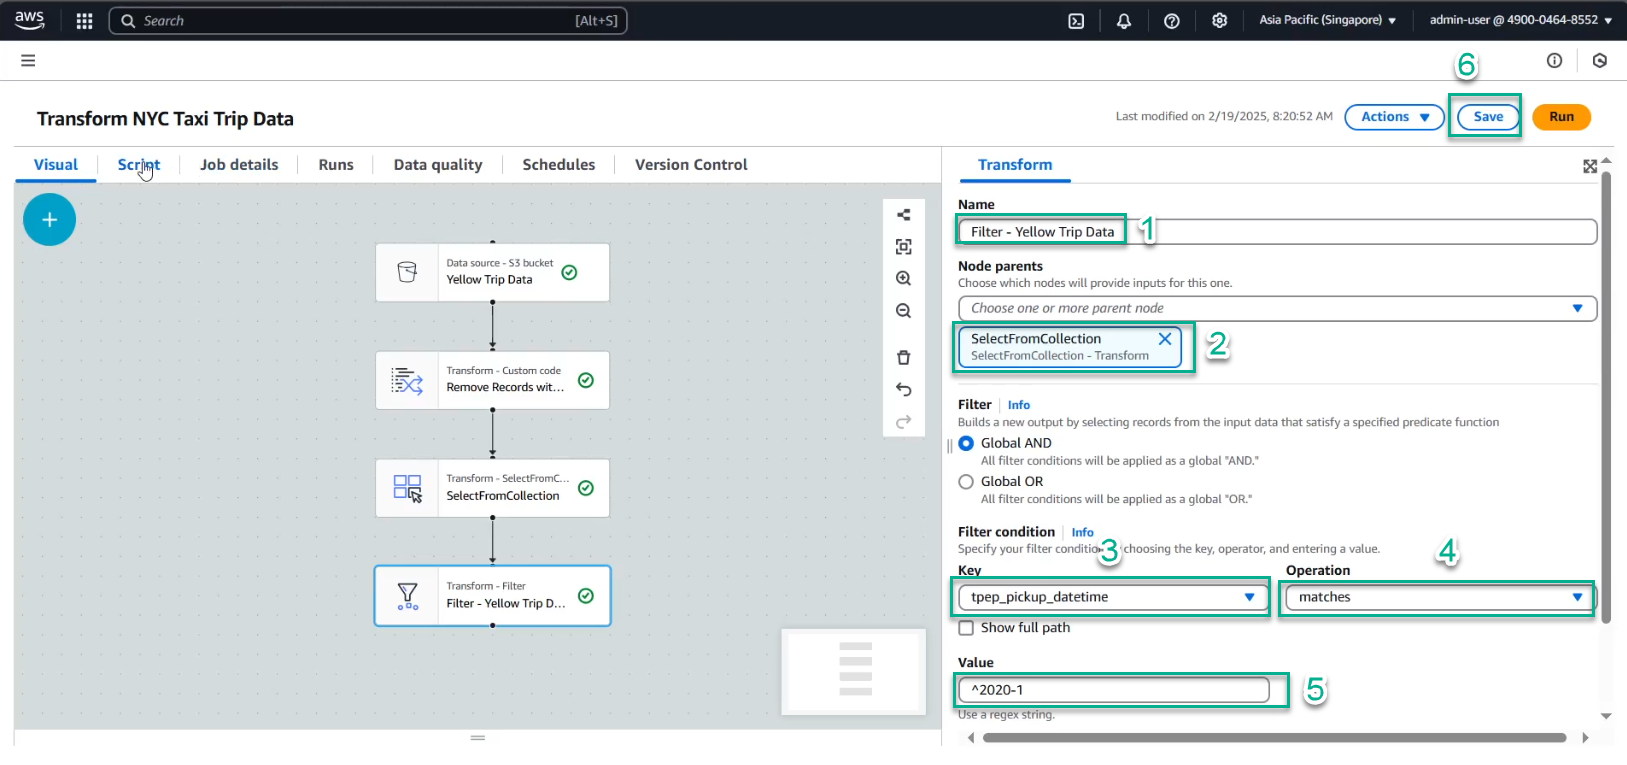 aws
Search
[Alt+S]
Asia Pacific (Singapore)
admin-user @ 4900-0464-8552
6
Transform NYC Taxi Trip Data
Last modified on 2/19/2025, 8:20:52 AM
Actions
Save
Run
Visual
Script
Job details
Runs
Data quality
Schedules
Version Control
Data source - S3 bucket
Yellow Trip Data
Transform - Custom code
Remove Records wit...
Transform - SelectFromC...
SelectFromCollection
Transform - Filter
Filter - Yellow Trip D...
Transform
Name
Filter - Yellow Trip Data
1
Node parents
Choose which nodes will provide inputs for this one.
Choose one or more parent node
SelectFromCollection
SelectFromCollection - Transform
2
Filter
Info
Builds a new output by selecting records from the input data that satisfy a specified predicate function
Global AND
All filter conditions will be applied as a global "AND."
Global OR
All filter conditions will be applied as a global "OR."
Filter condition
Info
3
4
Specify your filter conditio choosing the key, operator, and entering a value.
Key
Operation
tpep_pickup_datetime
matches
Show full path
Value
^2020-1
5
Use a regex string.